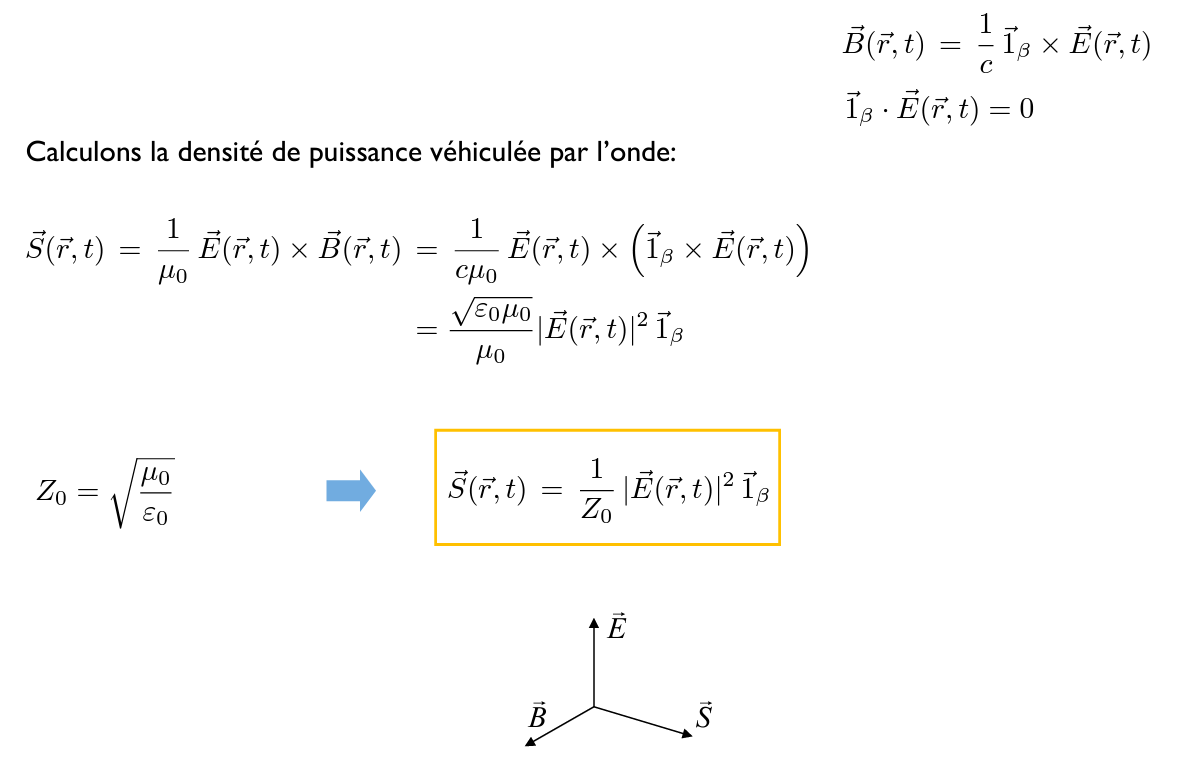 $\vec{B}(\vec{r},t) \,=\, \frac{1}{c}\,\vec{1}_\beta \times \vec{E}(\vec{r},t)$
$\vec{1}_\beta \cdot \vec{E}(\vec{r},t) = 0$
Calculons la densité de puissance véhiculée par l’onde:
$\vec{S}(\vec{r},t) \,=\, \frac{1}{\mu_0}\,\vec{E}(\vec{r},t) \times \vec{B}(\vec{r},t) \,=\, \frac{1}{c\mu_0}\,\vec{E}(\vec{r},t) \times \left(\vec{1}_\beta \times \vec{E}(\vec{r},t)\right)$
$= \frac{\sqrt{\varepsilon_0\mu_0}}{\mu_0}|\vec{E}(\vec{r},t)|^2\,\vec{1}_\beta$
$Z_0 = \sqrt{\frac{\mu_0}{\varepsilon_0}}$
$\vec{S}(\vec{r},t) \,=\, \frac{1}{Z_0}\,|\vec{E}(\vec{r},t)|^2\,\vec{1}_\beta$
$\vec{E}$
$\vec{B}$
$\vec{S}$